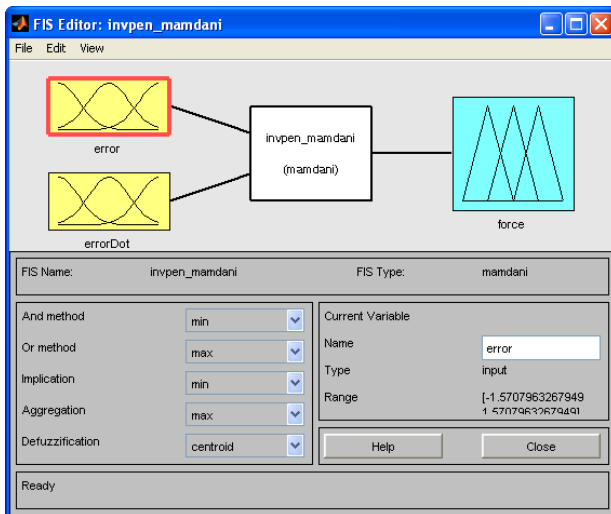 FIS Editor: invpen_mamdani
File Edit View
error
invpen_mamdani
(mamdani)
errorDot
force
FIS Name: invpen_mamdani FIS Type: mamdani
And method min
Or method max
Implication min
Aggregation max
Defuzzification centroid
Current Variable
Name error
Type input
Range [-1.5707963267949
1.5707963267949]
Help Close
Ready